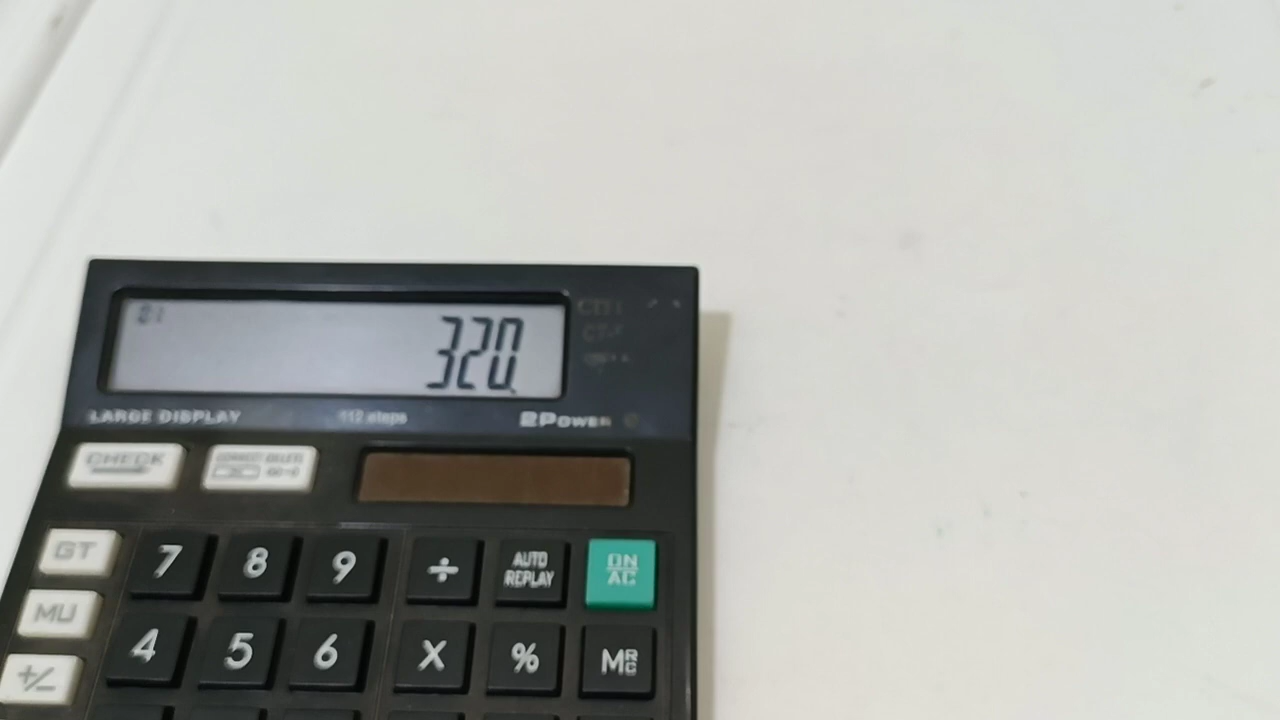 320.
LARGE DISPLAY 112 steps 2POWER
CHECK CORRECT
GT 7 8 9 ÷ AUTO REPLAY ON AC
MU 4 5 6 X % MRC
+/−